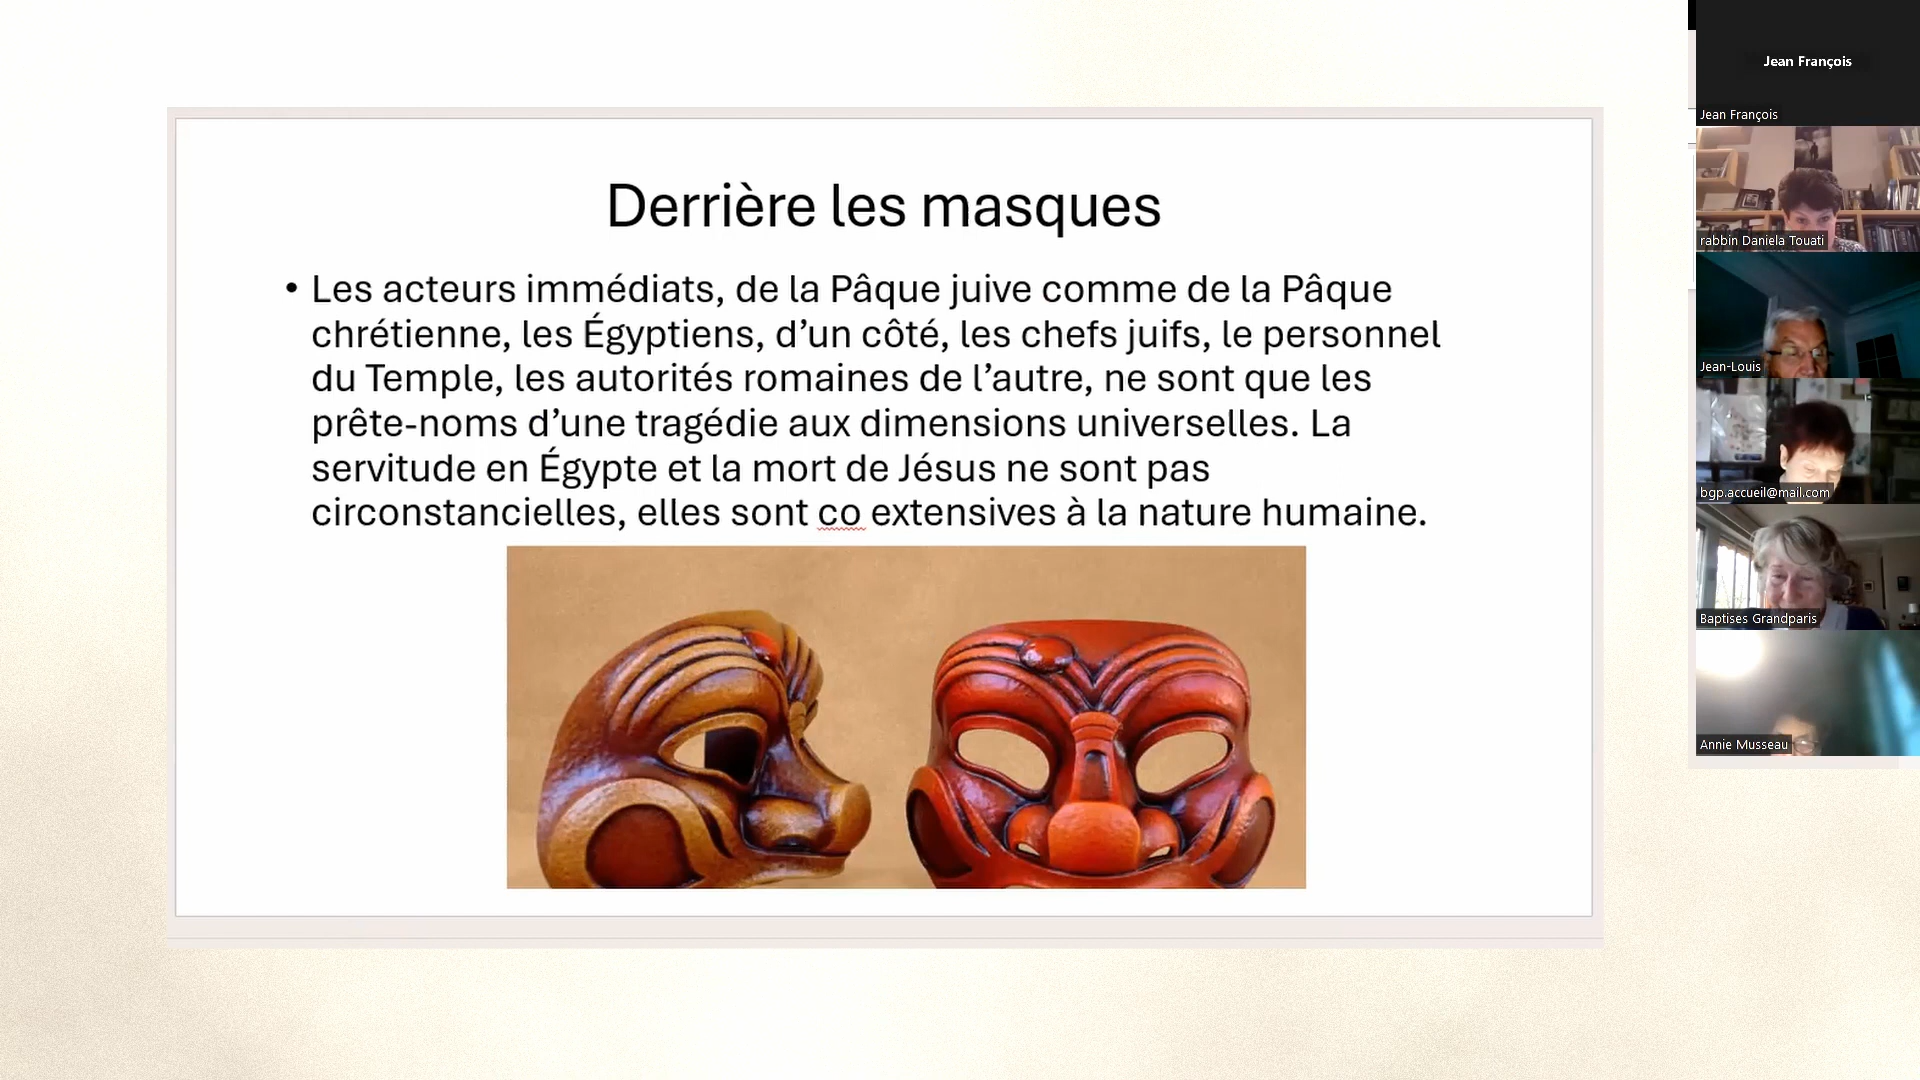 Derrière les masques
• Les acteurs immédiats, de la Pâque juive comme de la Pâque
chrétienne, les Égyptiens, d’un côté, les chefs juifs, le personnel
du Temple, les autorités romaines de l’autre, ne sont que les
prête-noms d’une tragédie aux dimensions universelles. La
servitude en Égypte et la mort de Jésus ne sont pas
circonstancielles, elles sont co extensives à la nature humaine.
Jean François
Jean François
rabbin Daniela Touati
Jean-Louis
bgp.accueil@mail.com
Baptises Grandparis
Annie Musseau